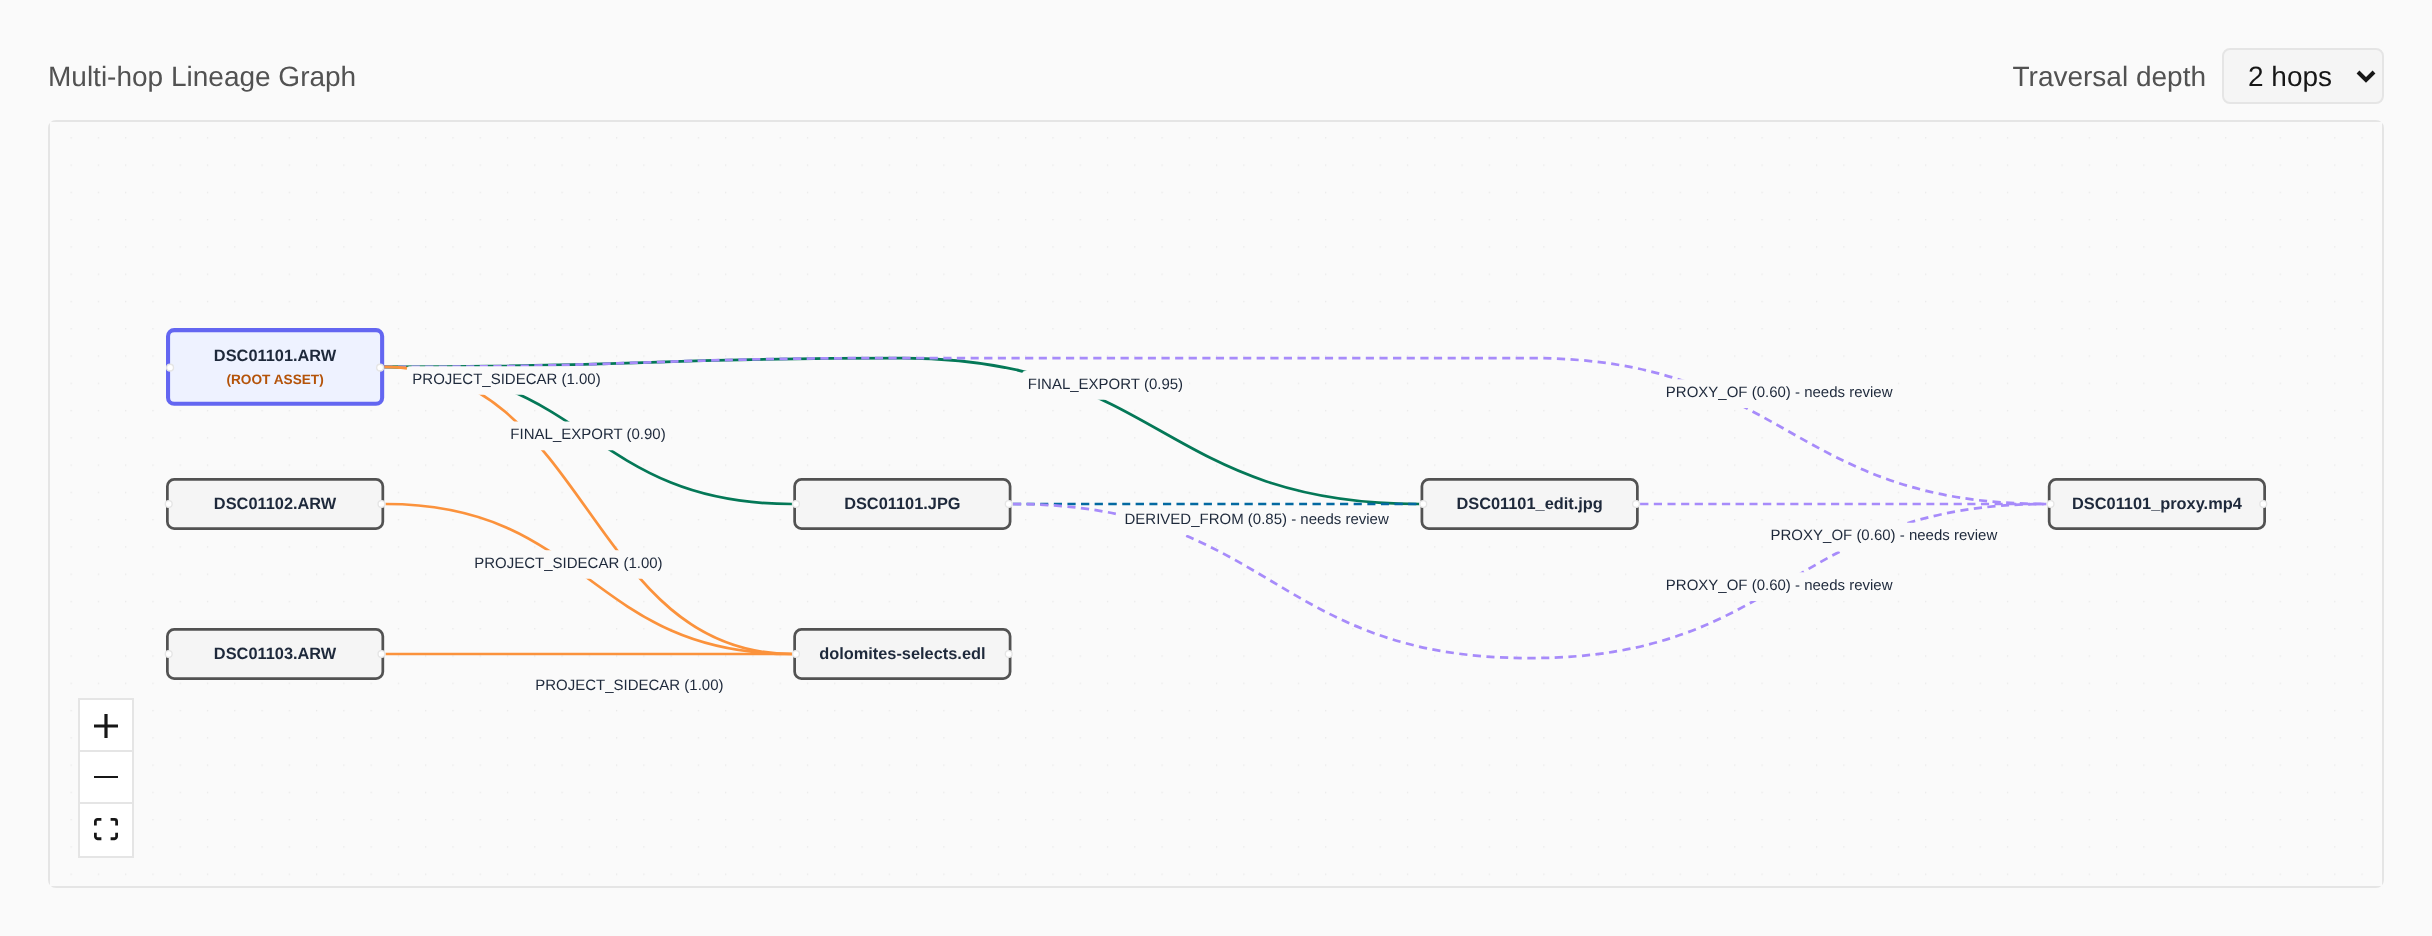 Multi-hop Lineage Graph
Traversal depth
2 hops
DSC01101.ARW
(ROOT ASSET)
PROJECT_SIDECAR (1.00)
FINAL_EXPORT (0.95)
PROXY_OF (0.60) - needs review
FINAL_EXPORT (0.90)
DSC01102.ARW
DSC01101.JPG
DERIVED_FROM (0.85) - needs review
DSC01101_edit.jpg
DSC01101_proxy.mp4
PROXY_OF (0.60) - needs review
PROJECT_SIDECAR (1.00)
PROXY_OF (0.60) - needs review
DSC01103.ARW
dolomites-selects.edl
PROJECT_SIDECAR (1.00)